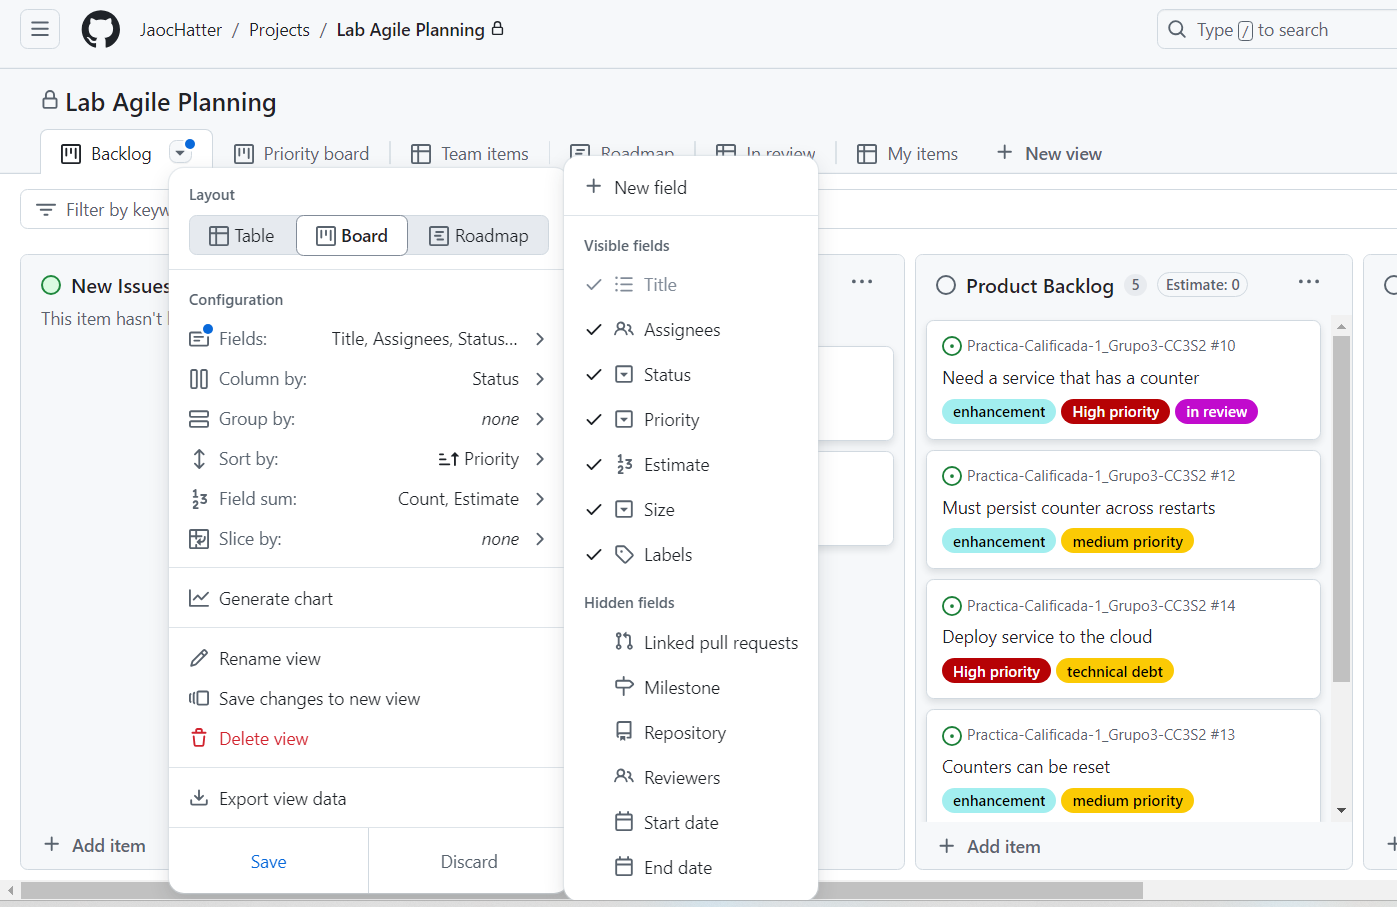 JaocHatter / Projects / Lab Agile Planning
Type / to search
Lab Agile Planning
Backlog
Priority board
Team items
Roadmap
In review
My items
+ New view
Filter by keyw
Layout
Table
Board
Roadmap
Configuration
Fields: Title, Assignees, Status...
Column by: Status
Group by: none
Sort by: Priority
Field sum: Count, Estimate
Slice by: none
Generate chart
Rename view
Save changes to new view
Delete view
Export view data
Save
Discard
+ New field
Visible fields
Title
Assignees
Status
Priority
Estimate
Size
Labels
Hidden fields
Linked pull requests
Milestone
Repository
Reviewers
Start date
End date
New Issues
This item hasn't
+ Add item
Product Backlog 5 Estimate: 0
Practica-Calificada-1_Grupo3-CC3S2 #10
Need a service that has a counter
enhancement High priority in review
Practica-Calificada-1_Grupo3-CC3S2 #12
Must persist counter across restarts
enhancement medium priority
Practica-Calificada-1_Grupo3-CC3S2 #14
Deploy service to the cloud
High priority technical debt
Practica-Calificada-1_Grupo3-CC3S2 #13
Counters can be reset
enhancement medium priority
+ Add item